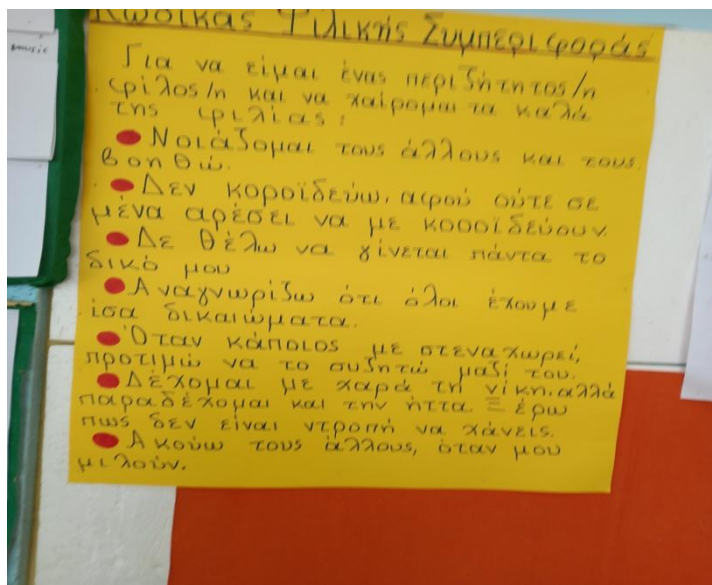 Κώδικας Φιλικής Συμπεριφοράς
Για να είμαι ένας περιζήτητος/η
φίλος/η και να χαίρομαι τα καλά
της φιλίας:
• Νοιάζομαι τους άλλους και τους
βοηθώ.
• Δεν κοροϊδεύω, αφού ούτε σε
μένα αρέσει να με κοροϊδεύουν.
• Δε θέλω να γίνεται πάντα το
δικό μου
• Αναγνωρίζω ότι όλοι έχουμε
ίσα δικαιώματα.
• Όταν κάποιος με στεναχωρεί,
προτιμώ να το συζητώ μαζί του.
• Δέχομαι με χαρά τη νίκη, αλλά
παραδέχομαι και την ήττα. Ξέρω
πως δεν είναι ντροπή να χάνεις.
• Ακούω τους άλλους, όταν μου
μιλούν.